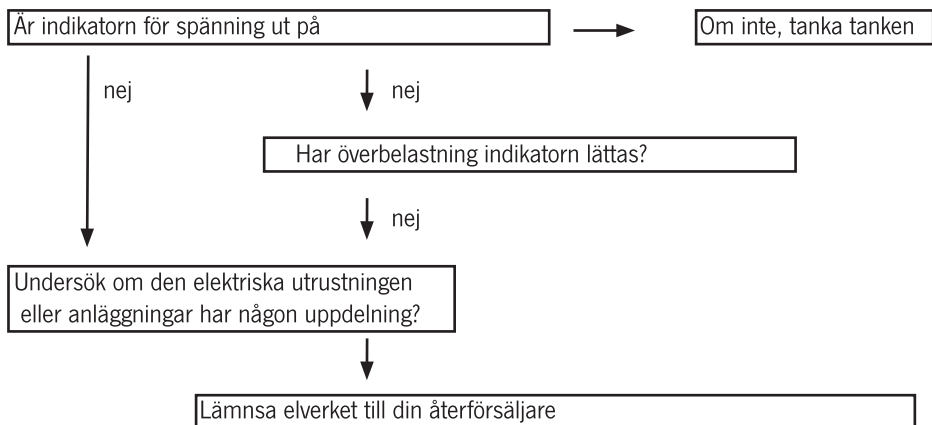 Är indikatorn för spänning ut på
Om inte, tanka tanken
nej
nej
Har överbelastning indikatorn lättas?
nej
Undersök om den elektriska utrustningen
eller anläggningar har någon uppdelning?
Lämnsa elverket till din återförsäljare